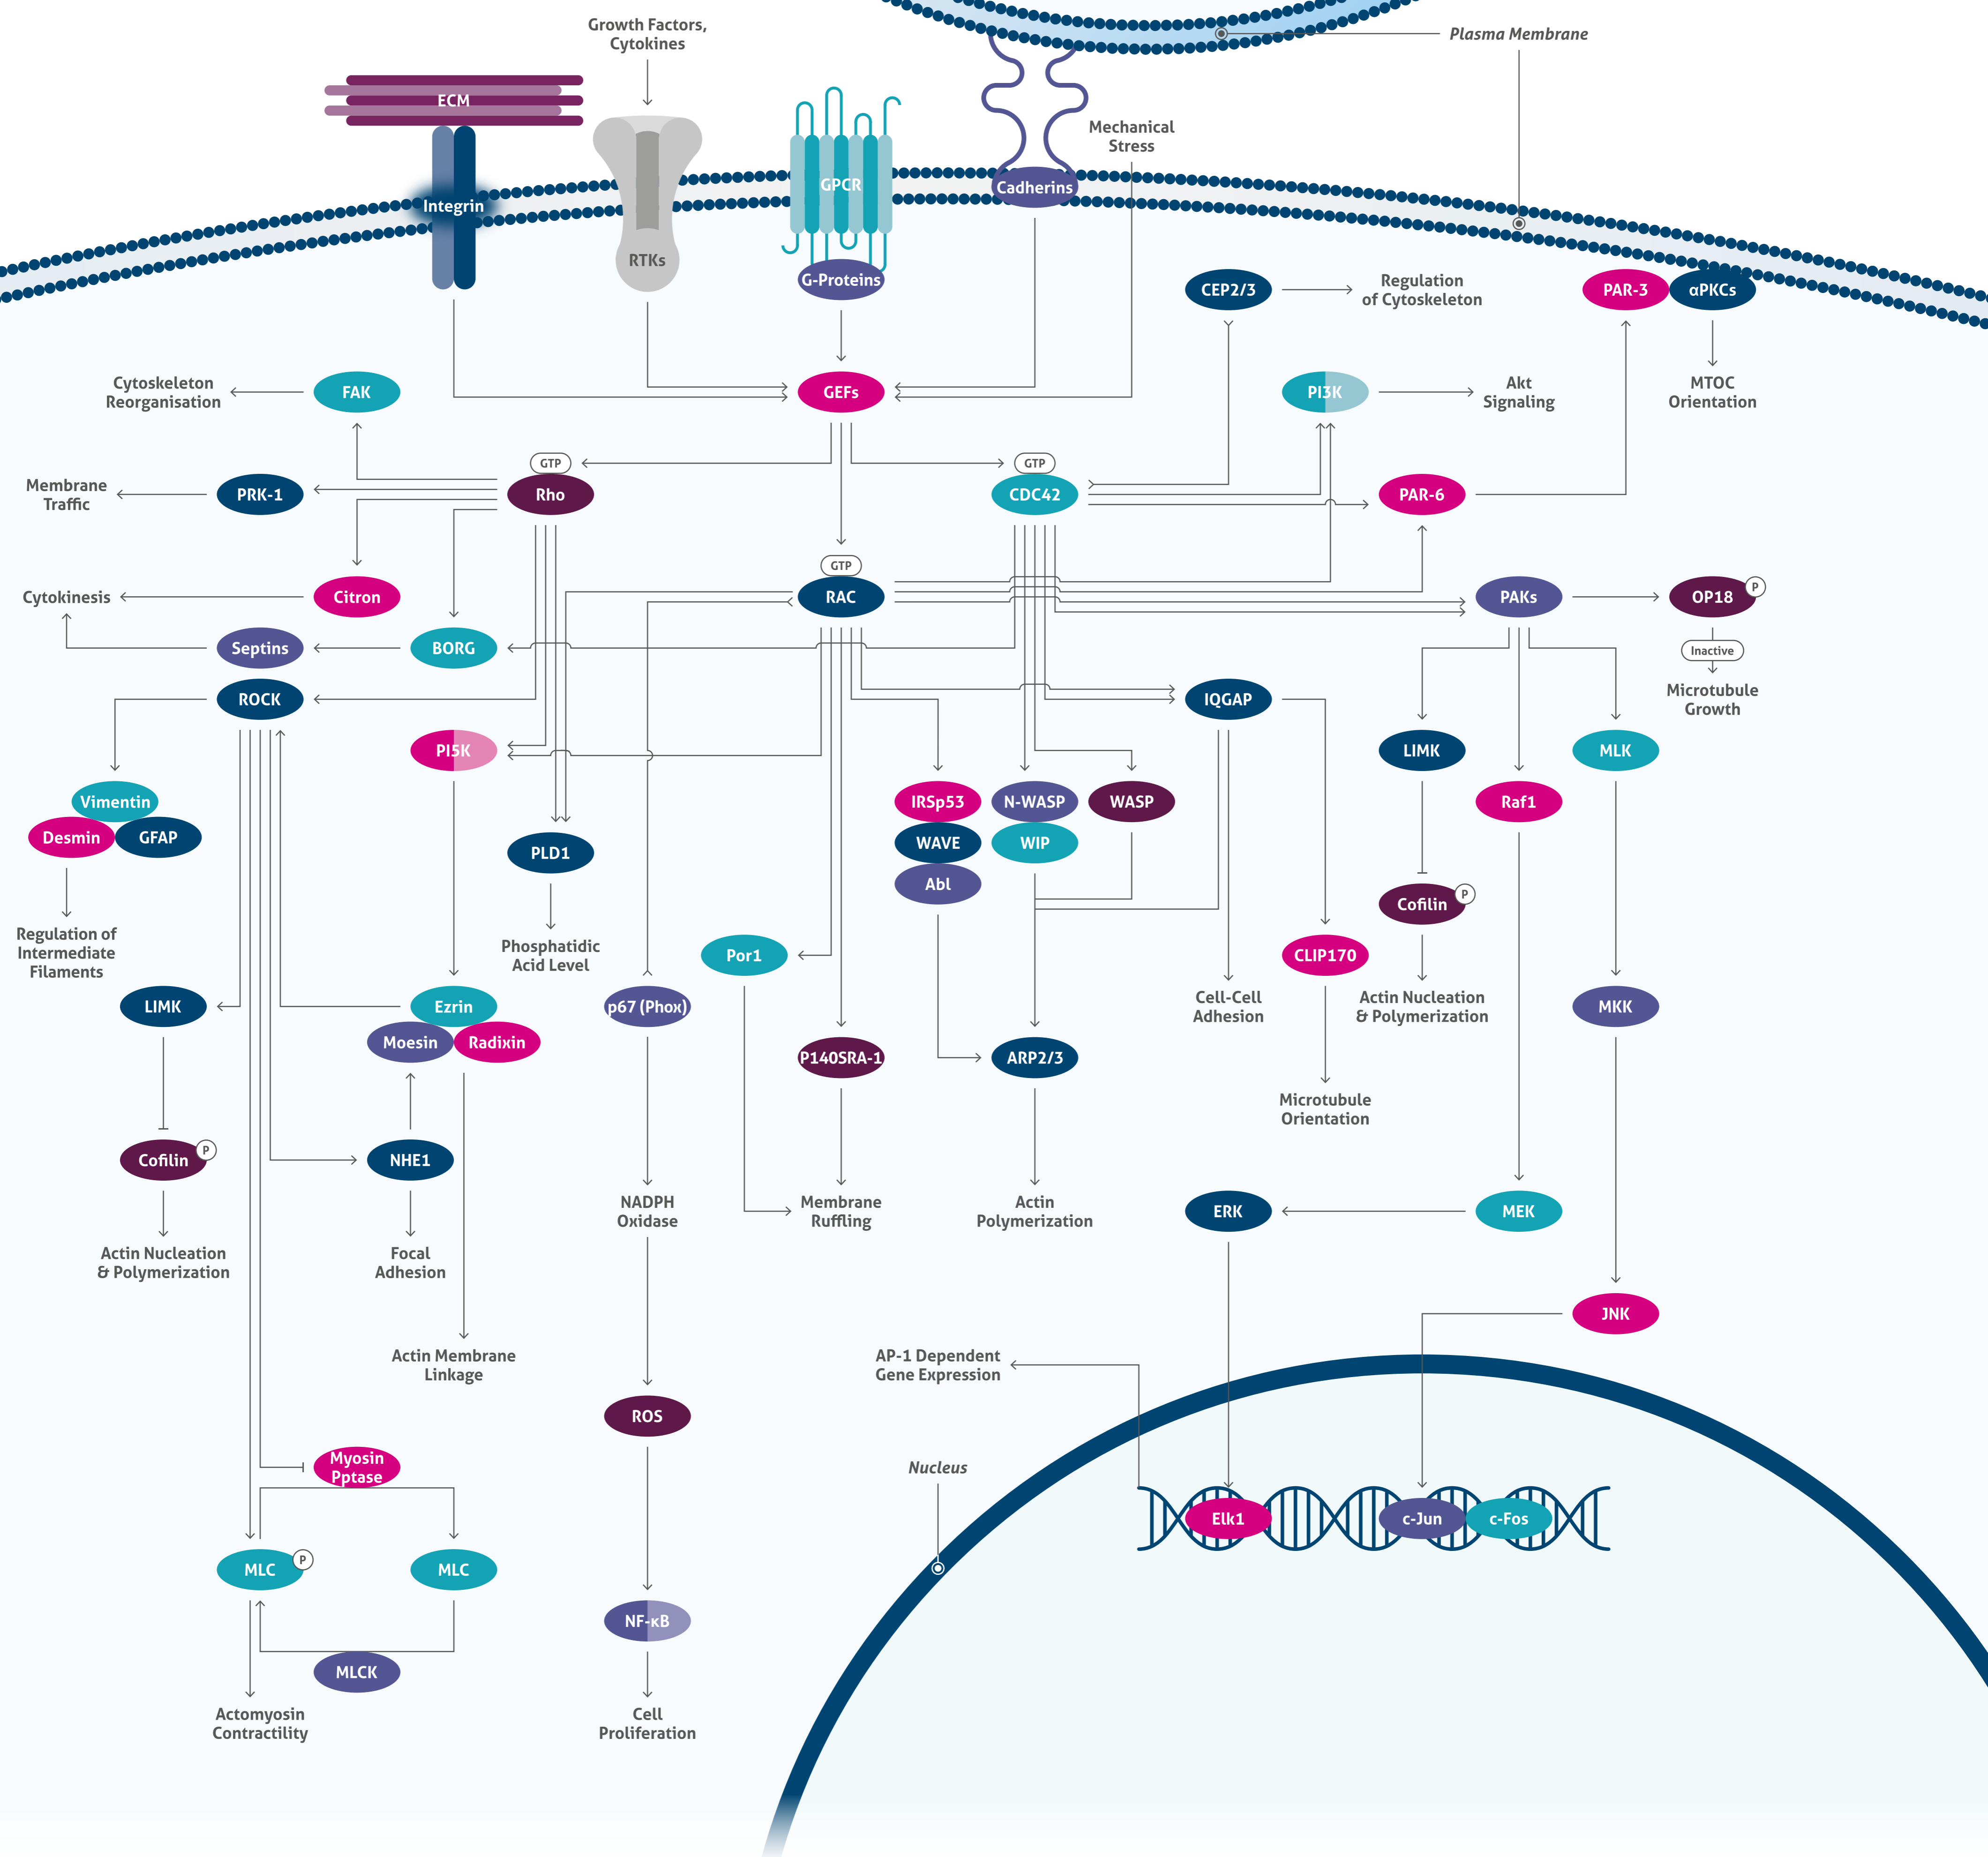 Growth Factors,
Cytokines
Plasma Membrane
ECM
Mechanical
Stress
GPCR
Cadherins
Integrin
RTKs
G-Proteins
CEP2/3
Regulation
of Cytoskeleton
PAR-3
αPKCs
Cytoskeleton
Reorganisation
FAK
GEFs
PI3K
Akt
Signaling
MTOC
Orientation
GTP
GTP
Membrane
Traffic
PRK-1
Rho
CDC42
PAR-6
GTP
Cytokinesis
Citron
RAC
PAKs
OP18
P
Septins
BORG
Inactive
Microtubule
Growth
ROCK
IQGAP
PI5K
LIMK
MLK
Vimentin
Desmin
GFAP
IRSp53
WAVE
Abl
N-WASP
WIP
WASP
Raf1
PLD1
Cofilin
P
Regulation of
Intermediate
Filaments
Phosphatidic
Acid Level
Por1
CLIP170
LIMK
Ezrin
Moesin
Radixin
p67 (Phox)
Cell-Cell
Adhesion
Actin Nucleation
& Polymerization
MKK
P140SRA-1
ARP2/3
Microtubule
Orientation
Cofilin
P
NHE1
NADPH
Oxidase
Membrane
Ruffling
Actin
Polymerization
ERK
MEK
Actin Nucleation
& Polymerization
Focal
Adhesion
JNK
Actin Membrane
Linkage
AP-1 Dependent
Gene Expression
ROS
Myosin
Pptase
Nucleus
Elk1
c-Jun
c-Fos
MLC
P
MLC
NF-κB
MLCK
Actomyosin
Contractility
Cell
Proliferation